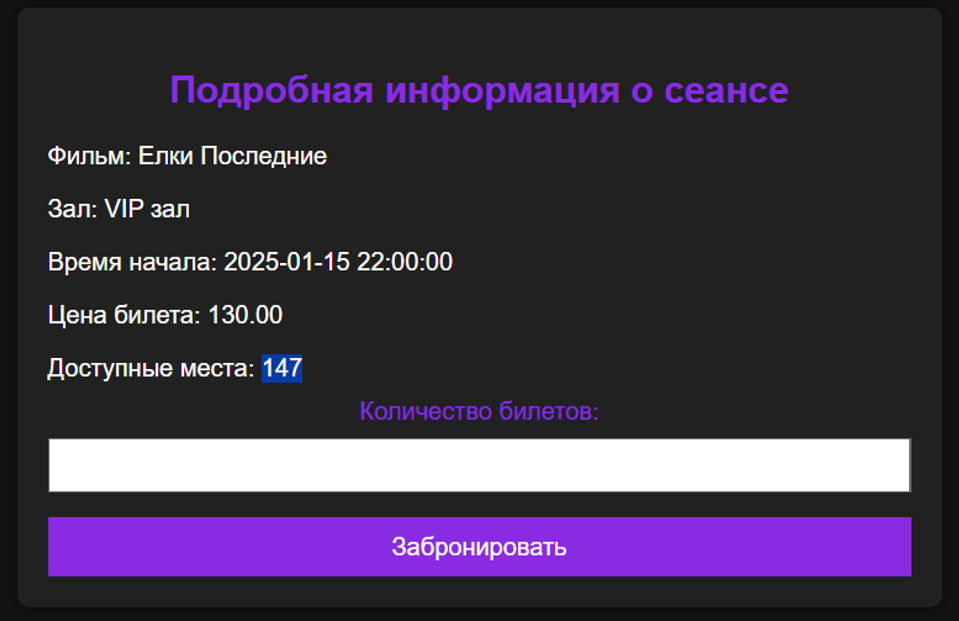 Подробная информация о сеансе
Фильм: Елки Последние
Зал: VIP зал
Время начала: 2025-01-15 22:00:00
Цена билета: 130.00
Доступные места: 147
Количество билетов:
Забронировать